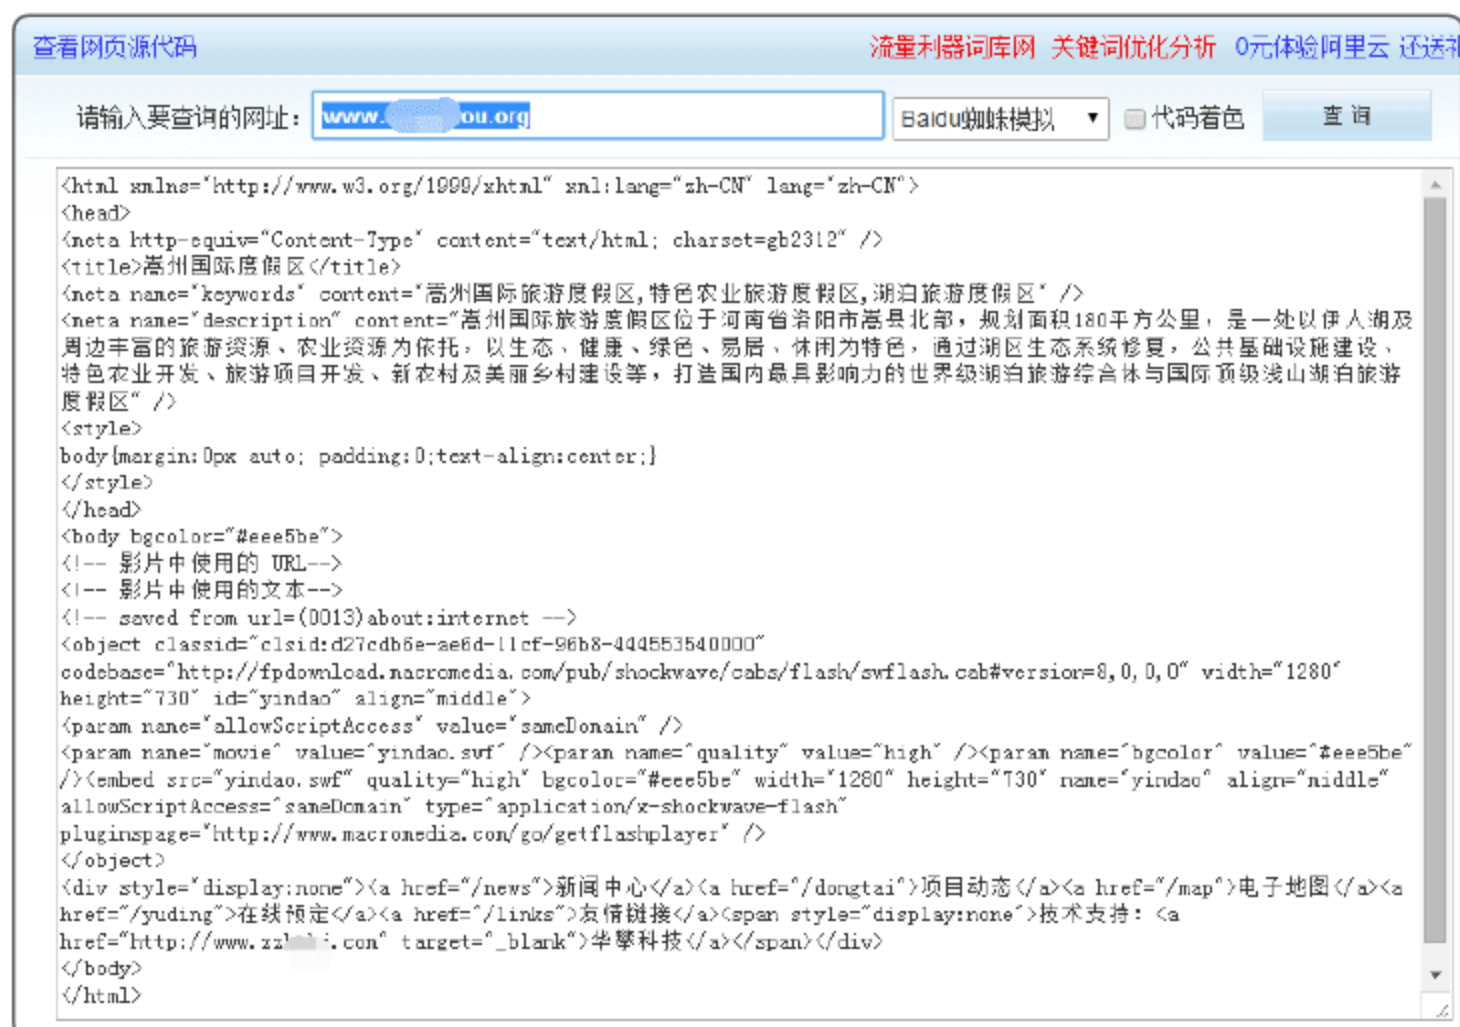 查看网页源代码
流量利器词库网 关键词优化分析 0元体验阿里云 还送礼
请输入要查询的网址： www. ou.org Baidu蜘蛛模拟 代码着色 查 询
<html xmlns="http://www.w3.org/1999/xhtml" xml:lang="zh-CN" lang="zh-CN">
<head>
<meta http-equiv="Content-Type" content="text/html; charset=gb2312" />
<title>嵩州国际度假区</title>
<meta name="keywords" content="嵩州国际旅游度假区,特色农业旅游度假区,湖泊旅游度假区" />
<meta name="description" content="嵩州国际旅游度假区位于河南省洛阳市嵩县北部，规划面积180平方公里，是一处以伊人湖及
周边丰富的旅游资源、农业资源为依托，以生态、健康、绿色、易居、休闲为特色，通过湖区生态系统修复，公共基础设施建设、
特色农业开发、旅游项目开发、新农村及美丽乡村建设等，打造国内最具影响力的世界级湖泊旅游综合体与国际顶级浅山湖泊旅游
度假区" />
<style>
body{margin:0px auto; padding:0;text-align:center;}
</style>
</head>
<body bgcolor="#eee5be">
<!-- 影片中使用的 URL-->
<!-- 影片中使用的文本-->
<!-- saved from url=(0013)about:internet -->
<object classid="clsid:d27cdb6e-ae6d-11cf-96b8-444553540000"
codebase="http://fpdownload.macromedia.com/pub/shockwave/cabs/flash/swflash.cab#version=8,0,0,0" width="1280"
height="730" id="yindao" align="middle">
<param name="allowScriptAccess" value="sameDomain" />
<param name="movie" value="yindao.swf" /><param name="quality" value="high" /><param name="bgcolor" value="#eee5be"
/><embed src="yindao.swf" quality="high" bgcolor="#eee5be" width="1280" height="730" name="yindao" align="middle"
allowScriptAccess="sameDomain" type="application/x-shockwave-flash"
pluginspage="http://www.macromedia.com/go/getflashplayer" />
</object>
<div style="display:none"><a href="/news">新闻中心</a><a href="/dongtai">项目动态</a><a href="/map">电子地图</a><a
href="/yuding">在线预定</a><a href="/links">友情链接</a><span style="display:none">技术支持：<a
href="http://www.zz .com" target="_blank">华攀科技</a></span></div>
</body>
</html>